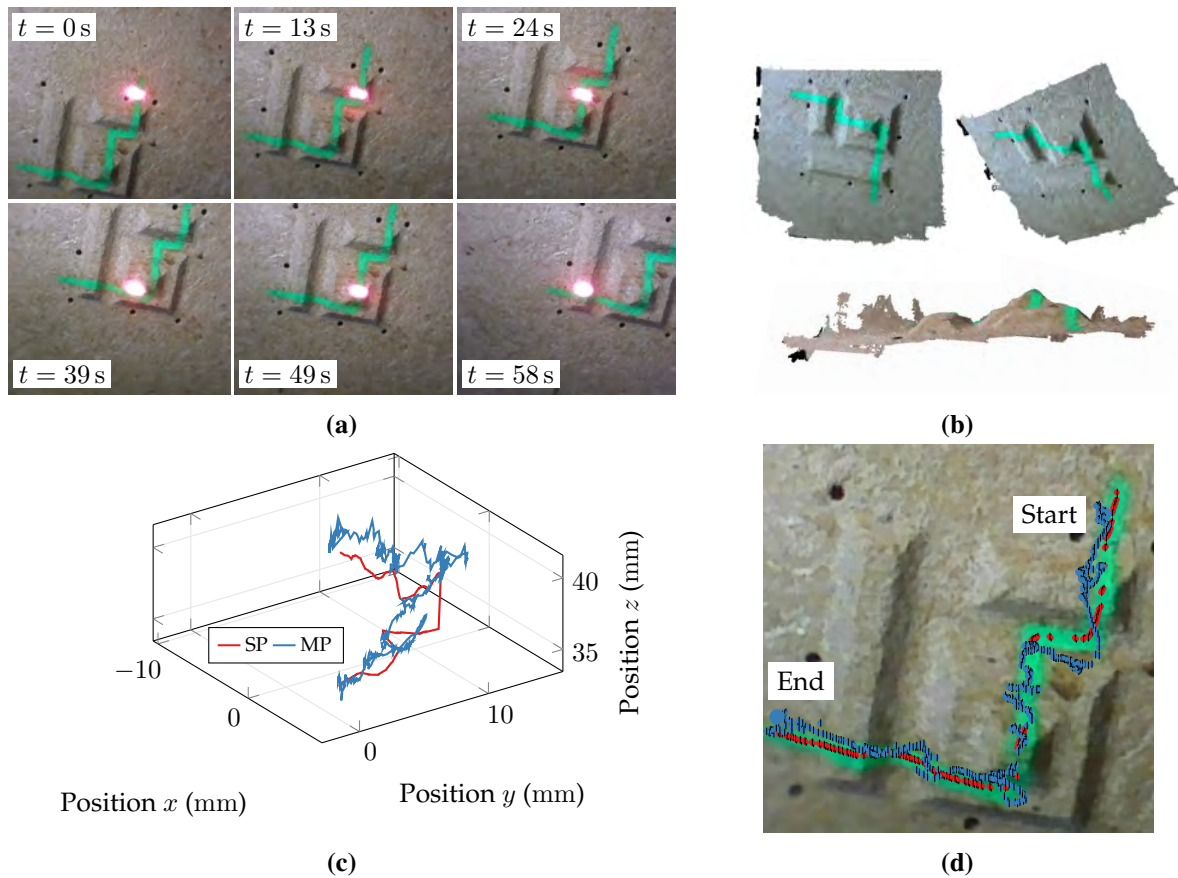 t = 0 s
t = 13 s
t = 24 s
t = 39 s
t = 49 s
t = 58 s
(a)
(b)
SP MP
−10
0
0
10
35
40
Position x (mm)
Position y (mm)
Position z (mm)
(c)
Start
End
(d)